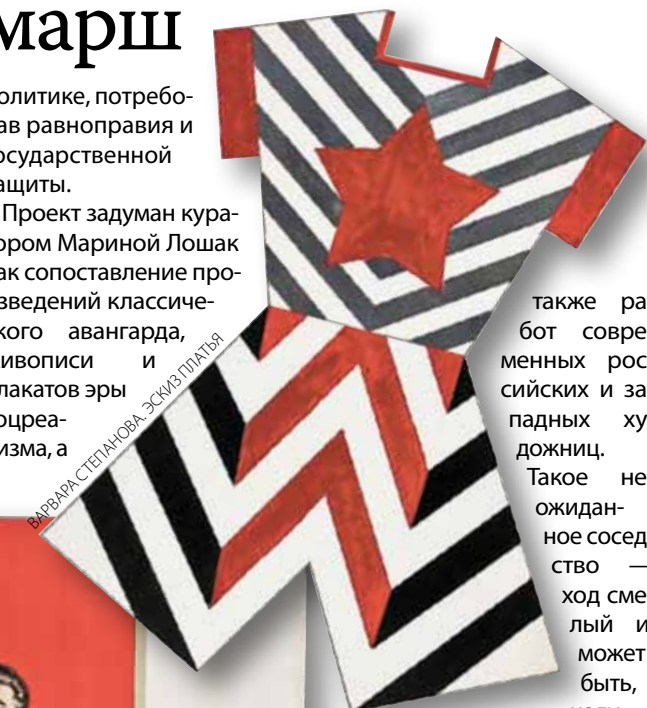 марш
олитике, потребо-
ав равноправия и
осударственной
ащиты.
Проект задуман кура-
ором Мариной Лошак
ак сопоставление про-
зведений классиче-
кого авангарда,
ивописи и
лакатов эры
оцреа-
изма, а
ВАРВАРА СТЕПАНОВА. ЭСКИЗ ПЛАТЬЯ
также ра
бот совре
менных рос
сийских и за
падных ху
дожниц.
Такое не
ожидан-
ное сосед
ство —
ход сме
лый и
может
быть,